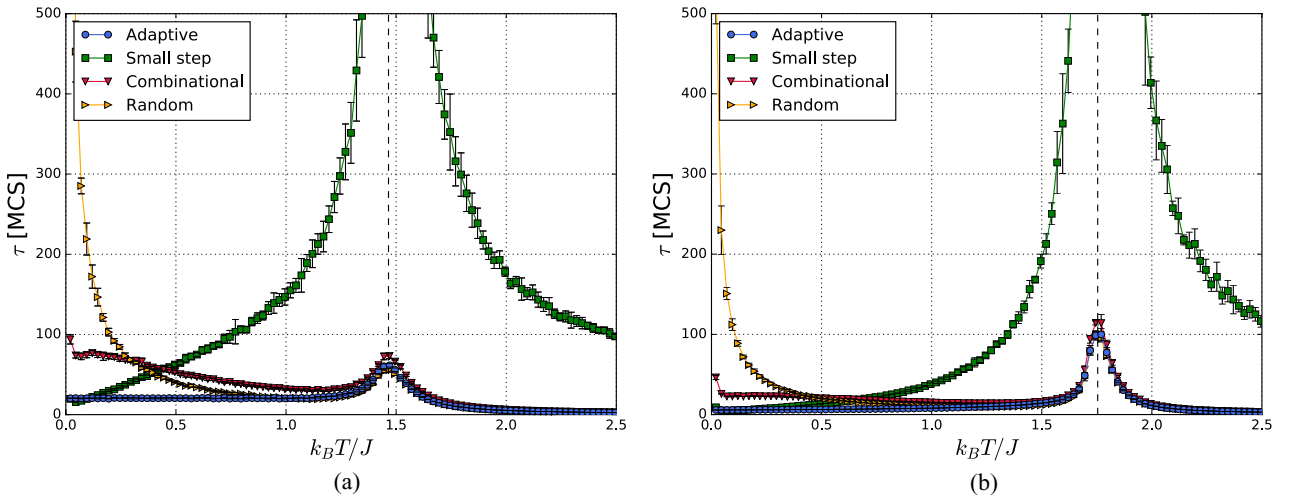 500
400
300
200
100
0
τ [MCS]
Adaptive
Small step
Combinational
Random
0.0 0.5 1.0 1.5 2.0 2.5
k_BT/J
(a)
500
400
300
200
100
0
τ [MCS]
Adaptive
Small step
Combinational
Random
0.0 0.5 1.0 1.5 2.0 2.5
k_BT/J
(b)